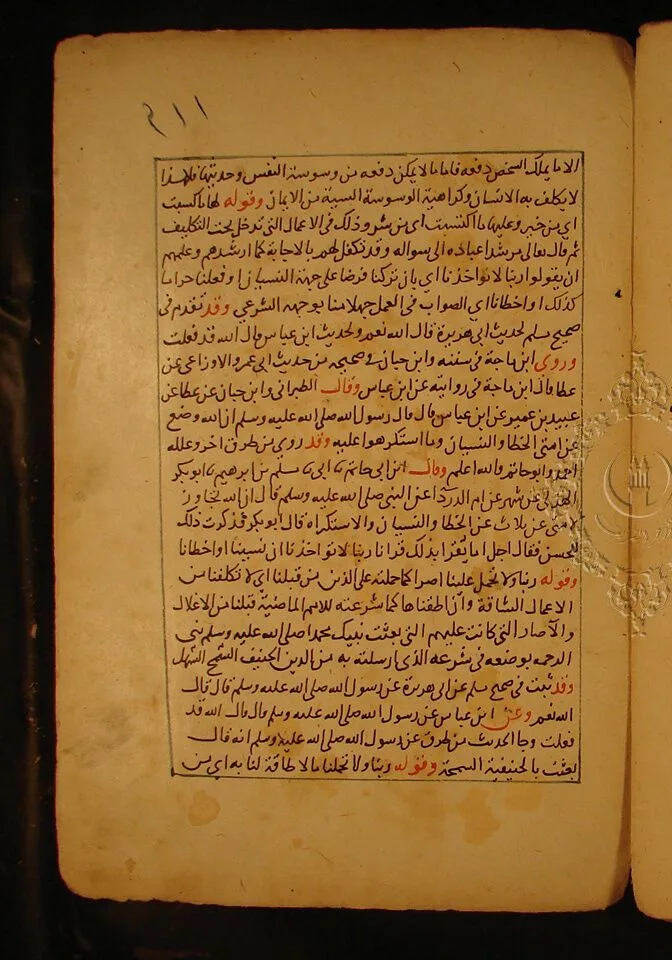 ٢١١
الا ما يملك الشخص دفعه فاما ما لا يمكن دفعه من وسوسة النفس وحديثها فلهذا
لا يكلف به الانسان وكراهية الوسوسة السيية من الايمان وقوله لها ما كسبت
اي من خير وعليها ما اكتسبت اي من شر وذلك في الاعمال التي تدخل تحت التكليف
ثم قال تعالى مرشدا عباده الى سواله وقد تكفل لهم بالاجابة كما ارشدهم وعلمهم
ان يقولوا ربنا لا تواخذنا اي بان تركنا فرضا على جهة النسيان او فعلنا حراما
كذلك او اخطانا اي الصواب في العمل جهلا منا بوجهه الشرعي وقد تقدم في
صحيح مسلم لحديث ابي هريرة قال الله نعم ولحديث ابن عباس قال الله قد فعلت
وروى ابن ماجة في سننه وابن حبان في صحيحه من حديث ابي عمرو الاوزاعي عن
عطا قال ابن ماجة في روايته عن ابن عباس وقال الطبراني وابن حبان عن عطا عن
عبيد بن عمير عن ابن عباس قال قال رسول الله صلى الله عليه وسلم ان الله وضع
عن امتي الخطا والنسيان وما استكرهوا عليه وقد روي من طرق اخر وعلله
احمد وابو حاتم والله اعلم وقال ابن ابي حاتم ثنا ابي ثنا مسلم بن ابرهيم ثنا ابو بكر
الهذلي عن شهر عن ام الدرداء عن النبي صلى الله عليه وسلم قال ان الله تجاوز
لامتي عن ثلاث عن الخطا والنسيان والاستكراه قال ابو بكر فذكرت ذلك
للحسن فقال اجل اما تقرا بذلك قرانا ربنا لا تواخذنا ان نسينا او اخطانا
وقوله ربنا ولا تحمل علينا اصرا كما حملته على الذين من قبلنا اي لا تكلفنا من
الاعمال الشاقة وان اطقناها كما شرعته للامم الماضية قبلنا من الاغلال
والآصار التي كانت عليهم التي بعثت نبيك محمدا صلى الله عليه وسلم نبي
الرحمه بوضعه في شرعه الذي ارسلته به من الدين الحنيف السمح السهل
وقد ثبت في صحيح مسلم عن ابي هريرة عن رسول الله صلى الله عليه وسلم قال قال
الله نعم وعن ابن عباس عن رسول الله صلى الله عليه وسلم قال قال الله قد
فعلت وجا الحديث من طرق عن رسول الله صلى الله عليه وسلم انه قال
بعثت بالحنيفية السمحة وقوله ربنا ولا تحملنا ما لا طاقة لنا به اي من